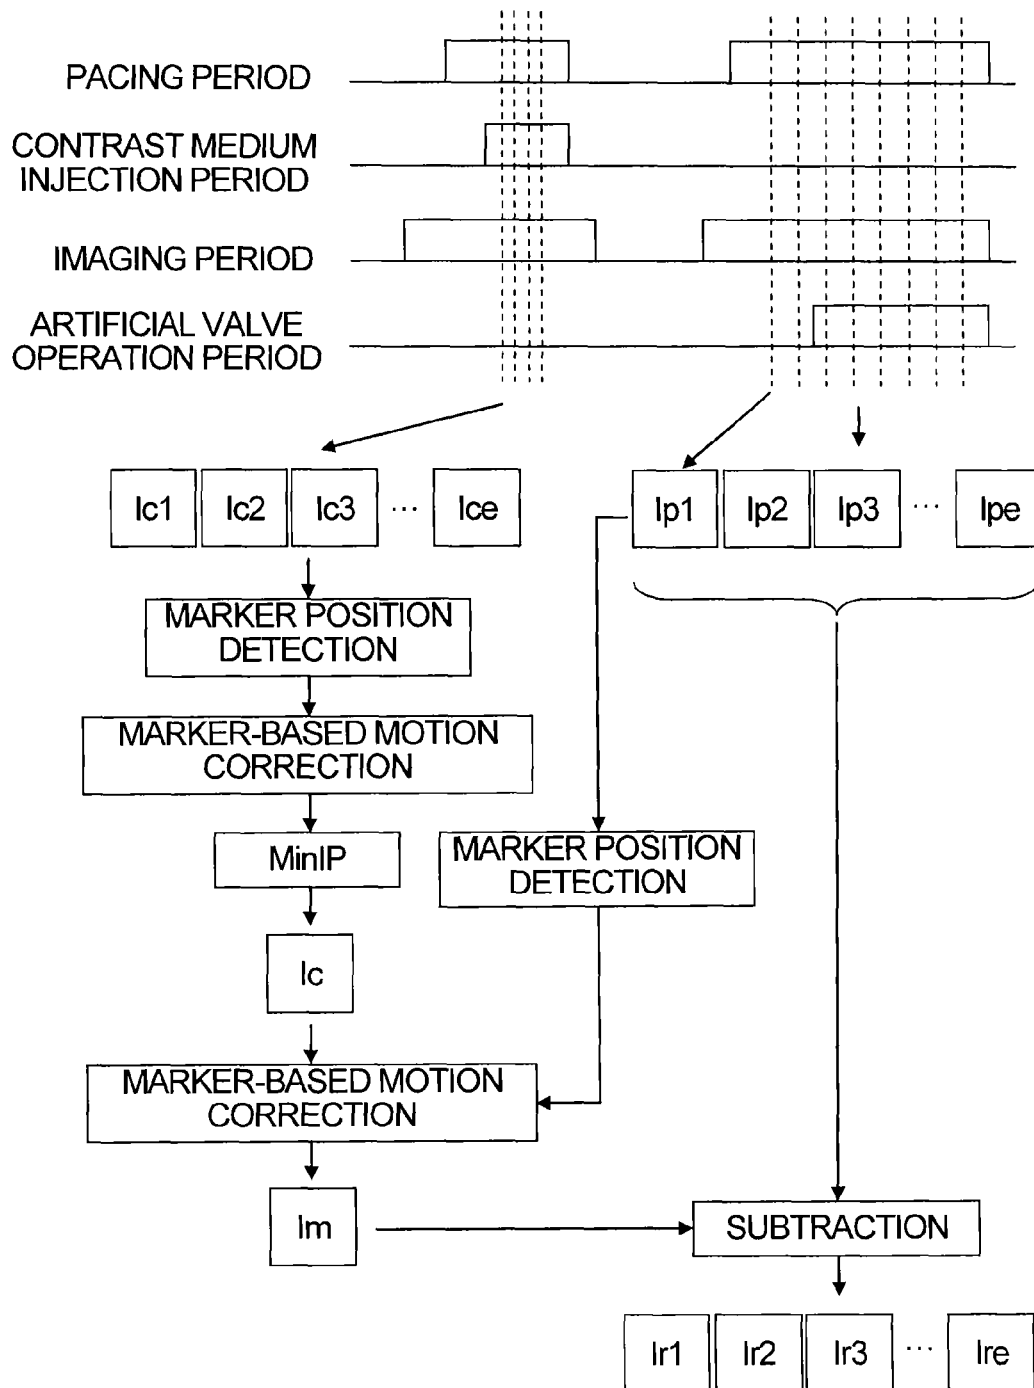 PACING PERIOD
CONTRAST MEDIUM
INJECTION PERIOD
IMAGING PERIOD
ARTIFICIAL VALVE
OPERATION PERIOD
Ic1 Ic2 Ic3 ... Ice
Ip1 Ip2 Ip3 ... Ipe
MARKER POSITION
DETECTION
MARKER-BASED MOTION
CORRECTION
MinIP
MARKER POSITION
DETECTION
Ic
MARKER-BASED MOTION
CORRECTION
Im
SUBTRACTION
Ir1 Ir2 Ir3 ... Ire